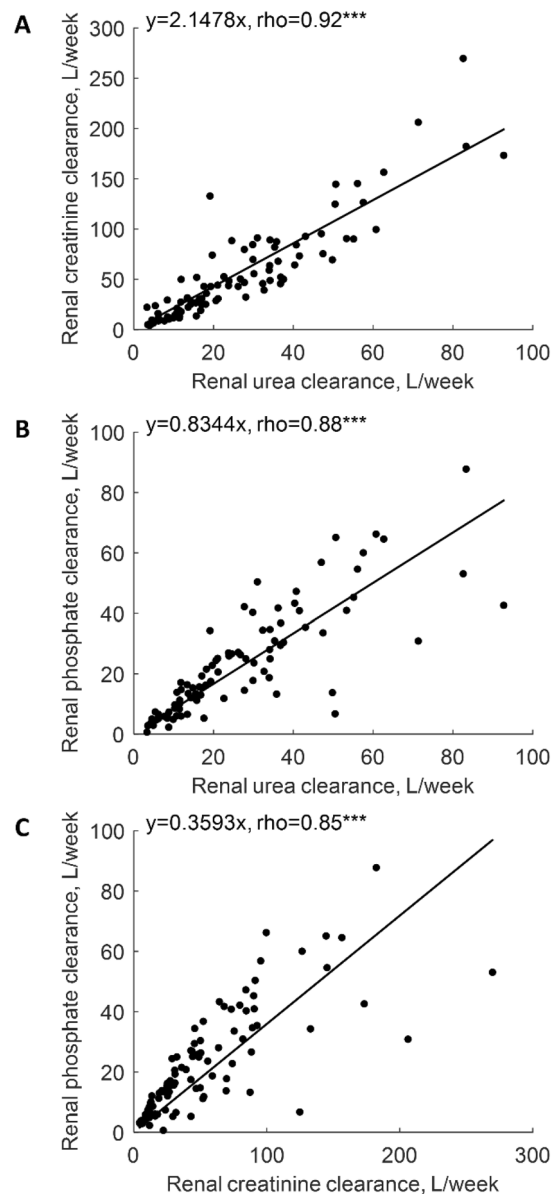 A
y=2.1478x, rho=0.92***
Renal creatinine clearance, L/week
300
250
200
150
100
50
0
0 20 40 60 80 100
Renal urea clearance, L/week
B
y=0.8344x, rho=0.88***
Renal phosphate clearance, L/week
100
80
60
40
20
0
0 20 40 60 80 100
Renal urea clearance, L/week
C
y=0.3593x, rho=0.85***
Renal phosphate clearance, L/week
100
80
60
40
20
0
0 100 200 300
Renal creatinine clearance, L/week